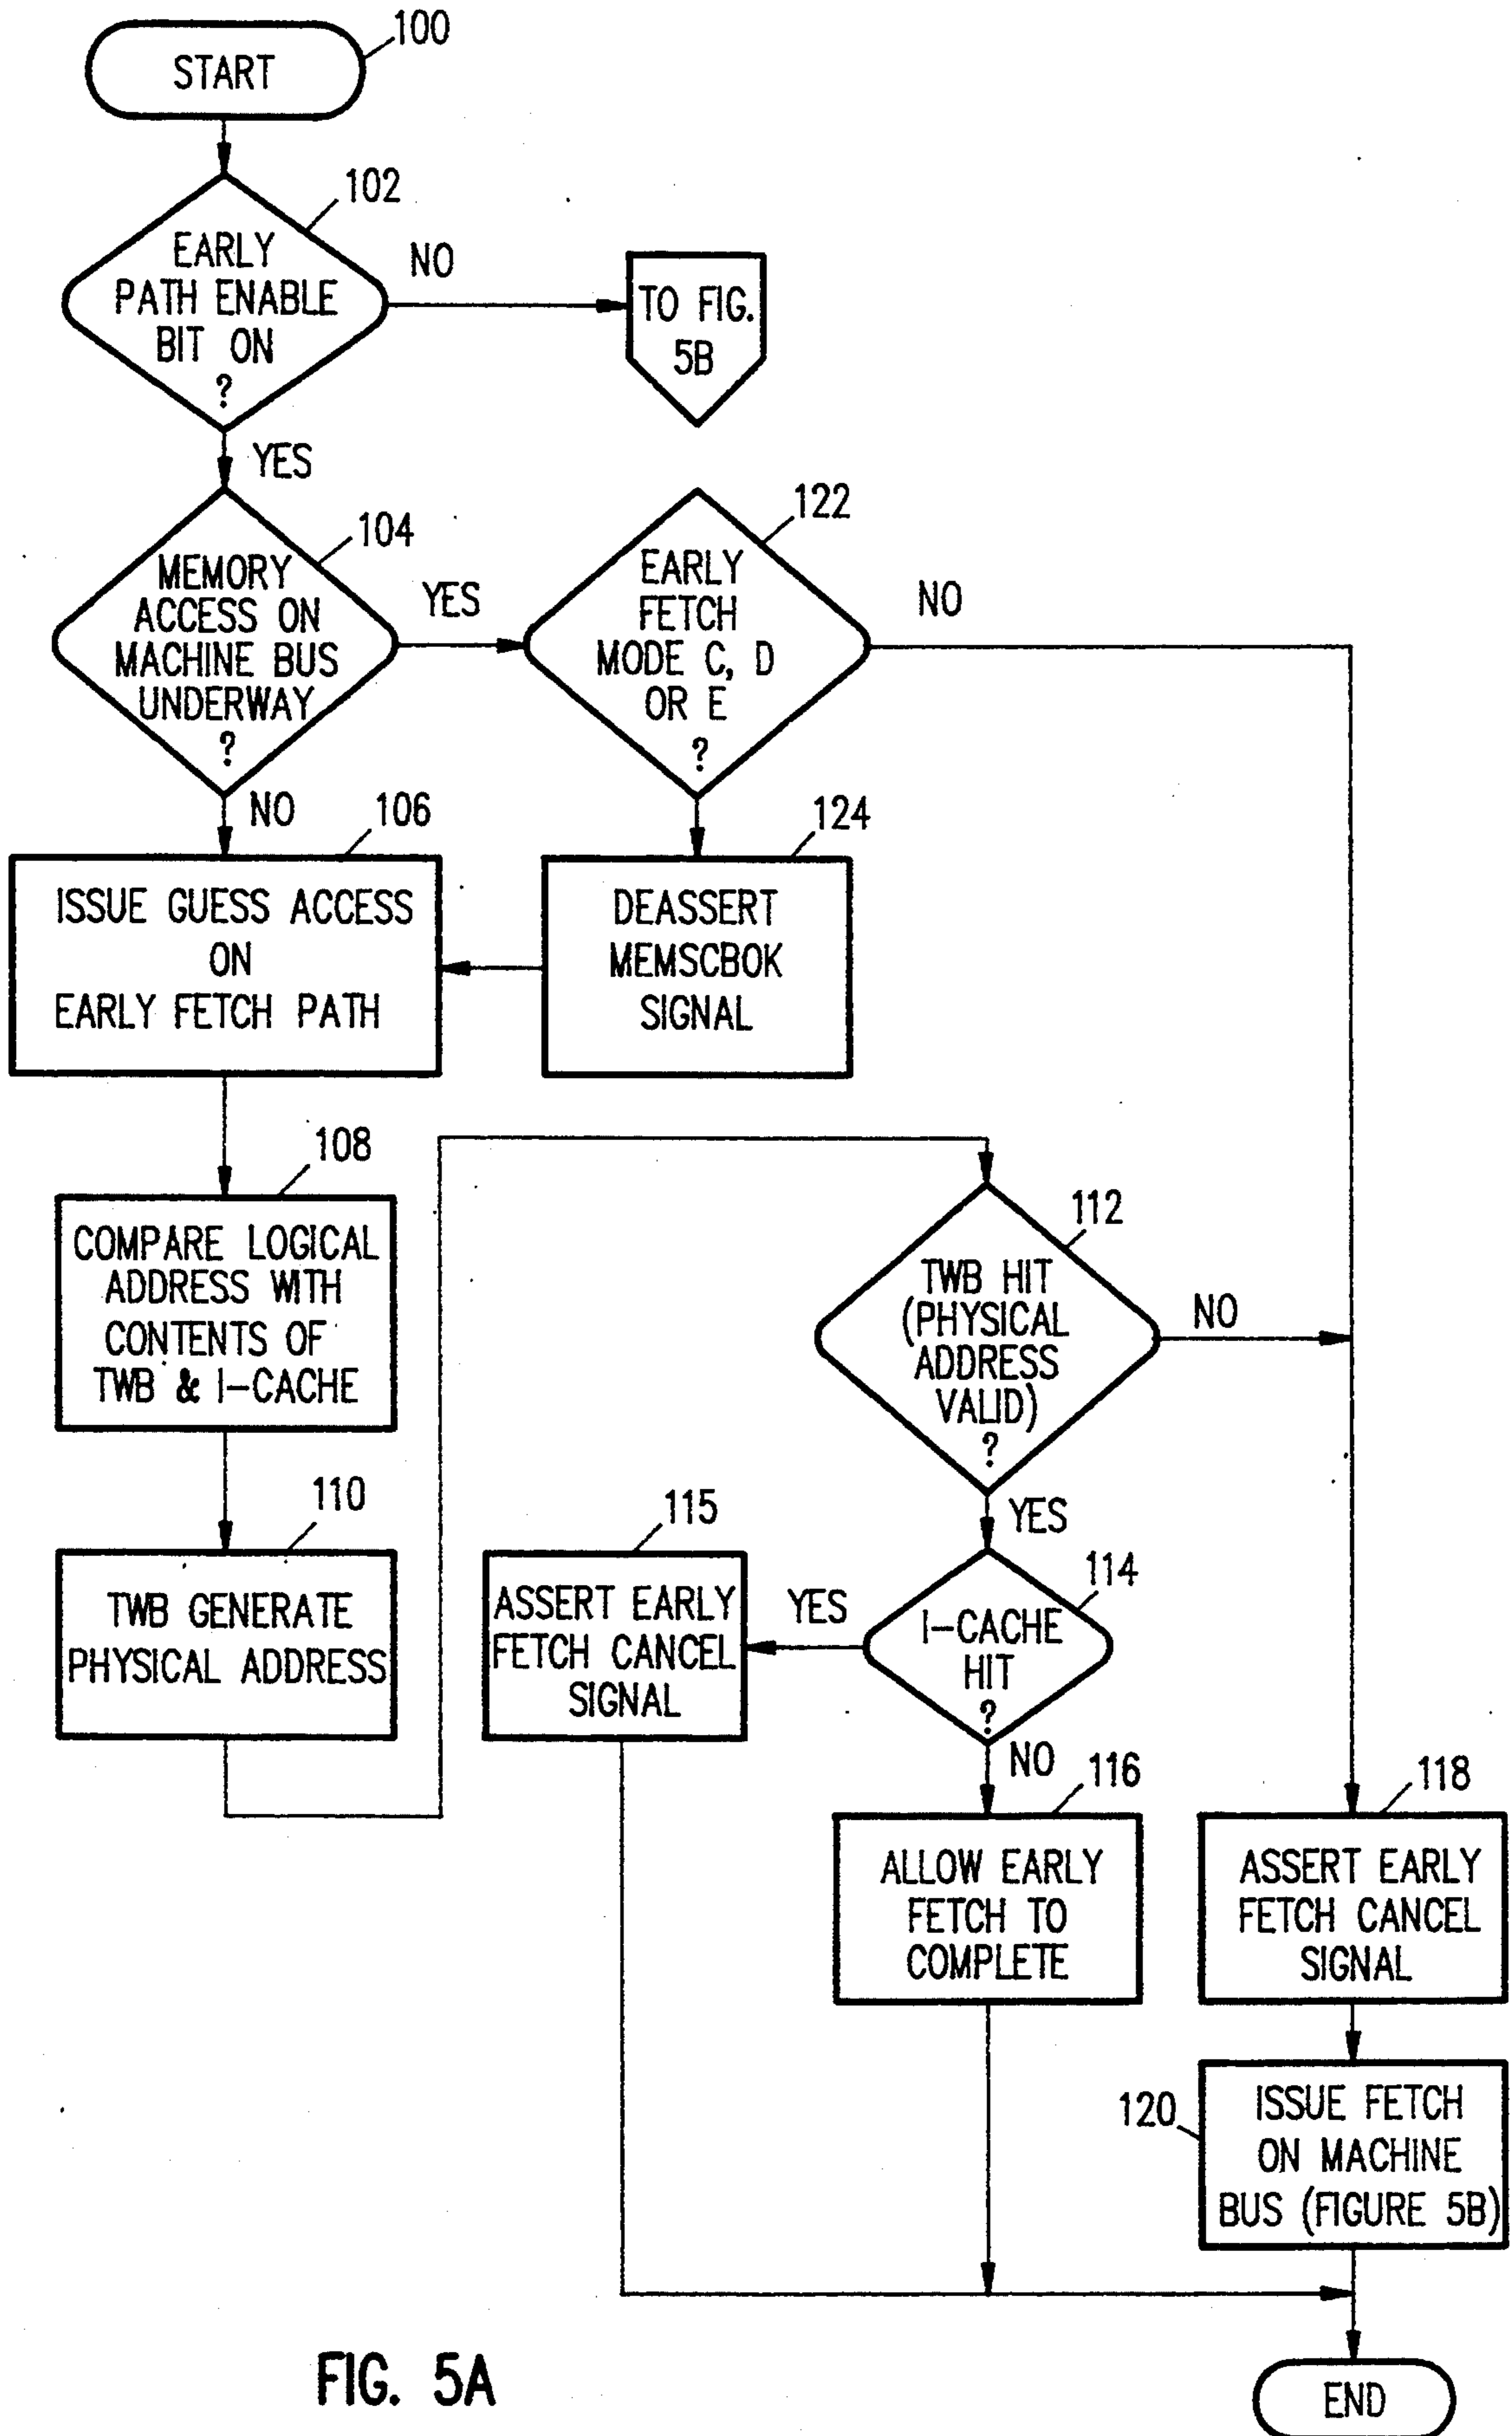 START
100
102
EARLY
PATH ENABLE
BIT ON
?
NO
TO FIG.
5B
YES
104
MEMORY
ACCESS ON
MACHINE BUS
UNDERWAY
?
YES
122
EARLY
FETCH
MODE C, D
OR E
?
NO
NO
106
ISSUE GUESS ACCESS
ON
EARLY FETCH PATH
124
DEASSERT
MEMSCBOK
SIGNAL
108
COMPARE LOGICAL
ADDRESS WITH
CONTENTS OF
TWB & I-CACHE
110
TWB GENERATE
PHYSICAL ADDRESS
112
TWB HIT
(PHYSICAL
ADDRESS
VALID)
?
NO
YES
114
I-CACHE
HIT
?
YES
115
ASSERT EARLY
FETCH CANCEL
SIGNAL
NO
116
ALLOW EARLY
FETCH TO
COMPLETE
118
ASSERT EARLY
FETCH CANCEL
SIGNAL
120
ISSUE FETCH
ON MACHINE
BUS (FIGURE 5B)
END
FIG. 5A